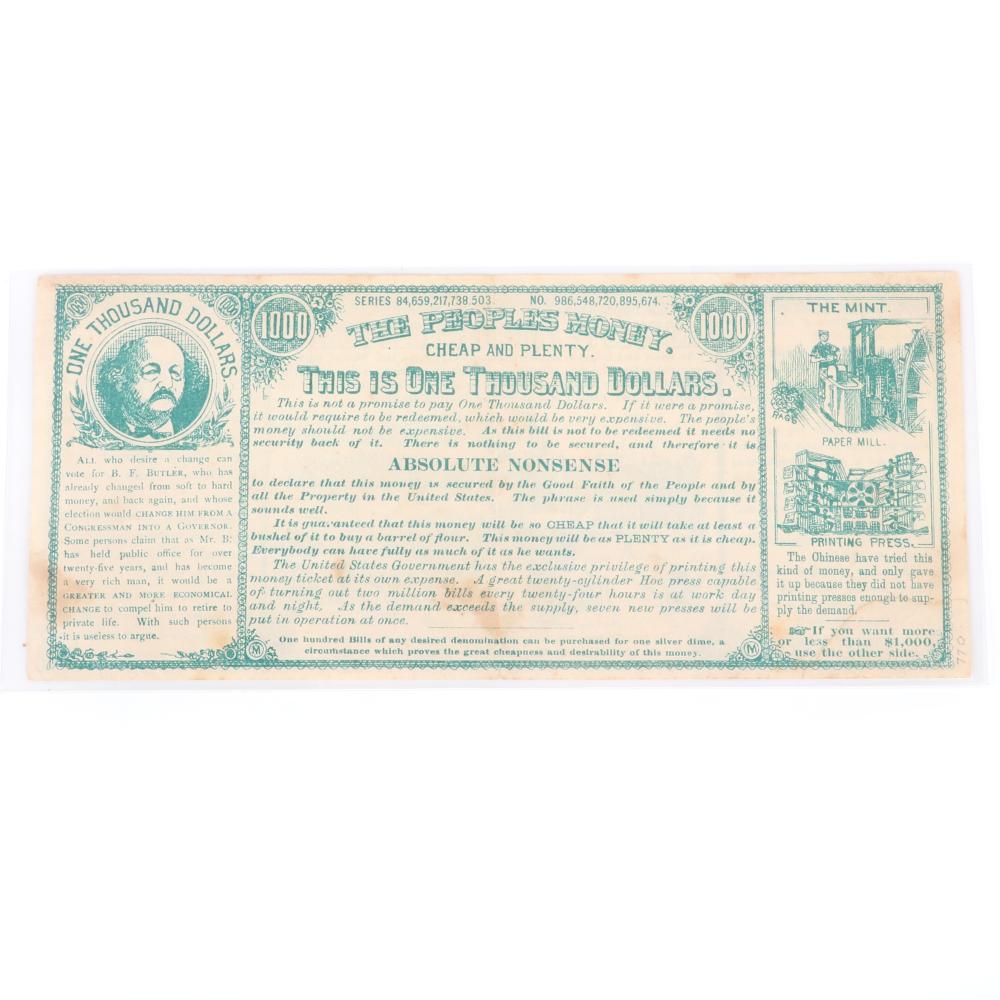 ONE THOUSAND DOLLARS
1000
1000
ALL who desire a change can
vote for B. F. BUTLER, who has
already changed from soft to hard
money, and back again, and whose
election would CHANGE HIM FROM A
CONGRESSMAN INTO A GOVERNOR.
Some persons claim that as Mr. B.
has held public office for over
twenty-five years, and has become
a very rich man, it would be a
GREATER AND MORE ECONOMICAL
CHANGE to compel him to retire to
private life. With such persons
it is useless to argue.
1000
SERIES 84,659,217,738.503. NO. 986,548,720,895,674.
1000
THE PEOPLES MONEY.
CHEAP AND PLENTY.
THIS IS ONE THOUSAND DOLLARS.
This is not a promise to pay One Thousand Dollars. If it were a promise,
it would require to be redeemed, which would be very expensive. The people's
money should not be expensive. As this bill is not to be redeemed it needs no
security back of it. There is nothing to be secured, and therefore it is
ABSOLUTE NONSENSE
to declare that this money is secured by the Good Faith of the People and by
all the Property in the United States. The phrase is used simply because it
sounds well.
It is guaranteed that this money will be so CHEAP that it will take at least a
bushel of it to buy a barrel of flour. This money will be as PLENTY as it is cheap.
Everybody can have fully as much of it as he wants.
The United States Government has the exclusive privilege of printing this
money ticket at its own expense. A great twenty-cylinder Hoe press capable
of turning out two million bills every twenty-four hours is at work day
and night. As the demand exceeds the supply, seven new presses will be
put in operation at once.
M
One hundred Bills of any desired denomination can be purchased for one silver dime, a
circumstance which proves the great cheapness and desirability of this money.
M
THE MINT.
RAGS
PAPER MILL.
PRINTING PRESS.
The Chinese have tried this
kind of money, and only gave
it up because they did not have
printing presses enough to sup-
ply the demand.
☞ If you want more
or less than $1,000,
use the other side.
770